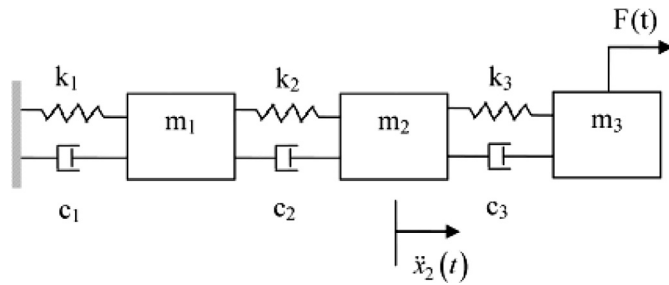 F(t)
k₁ k₂ k₃
m₁ m₂ m₃
c₁ c₂ c₃
ẍ₂(t)